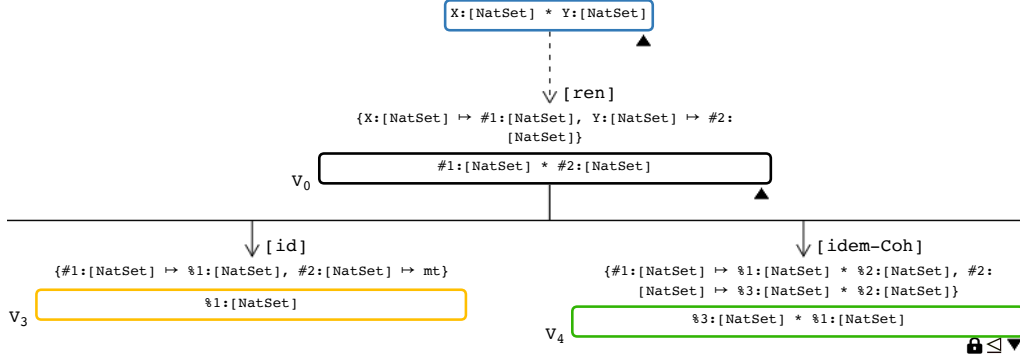 X:[NatSet] * Y:[NatSet]
[ren]
{X:[NatSet] ↦ #1:[NatSet], Y:[NatSet] ↦ #2:
[NatSet]}
#1:[NatSet] * #2:[NatSet]
V0
[id]
{#1:[NatSet] ↦ %1:[NatSet], #2:[NatSet] ↦ mt}
%1:[NatSet]
V3
[idem-Coh]
{#1:[NatSet] ↦ %1:[NatSet] * %2:[NatSet], #2:
[NatSet] ↦ %3:[NatSet] * %2:[NatSet]}
%3:[NatSet] * %1:[NatSet]
V4